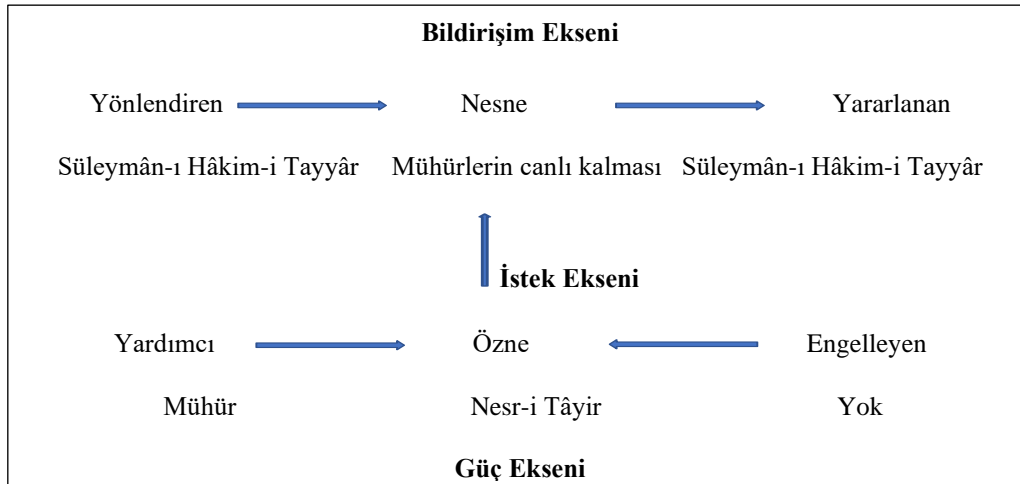 Bildirişim Ekseni
Yönlendiren Nesne Yararlanan
Süleymân-ı Hâkim-i Tayyâr Mühürlerin canlı kalması Süleymân-ı Hâkim-i Tayyâr
İstek Ekseni
Yardımcı Özne Engelleyen
Mühür Nesr-i Tâyir Yok
Güç Ekseni